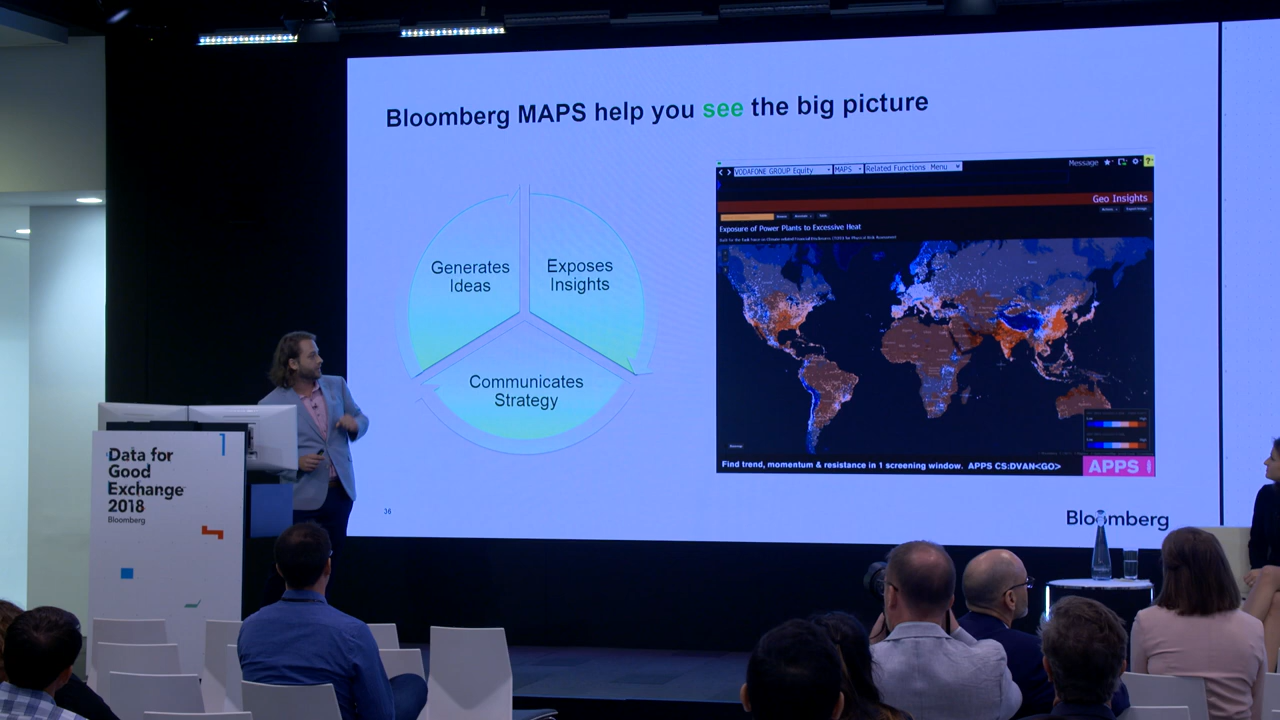 Bloomberg MAPS help you see the big picture
Generates
Ideas
Exposes
Insights
Communicates
Strategy
VODAFONE GROUP Equity
MAPS
Related Functions Menu
Message
Geo Insights
Exposure of Power Plants to Excessive Heat
Find trend, momentum & resistance in 1 screening window. APPS CS:DVAN<GO>
APPS
36
Bloomberg
Data for
Good
Exchange
2018
Bloomberg